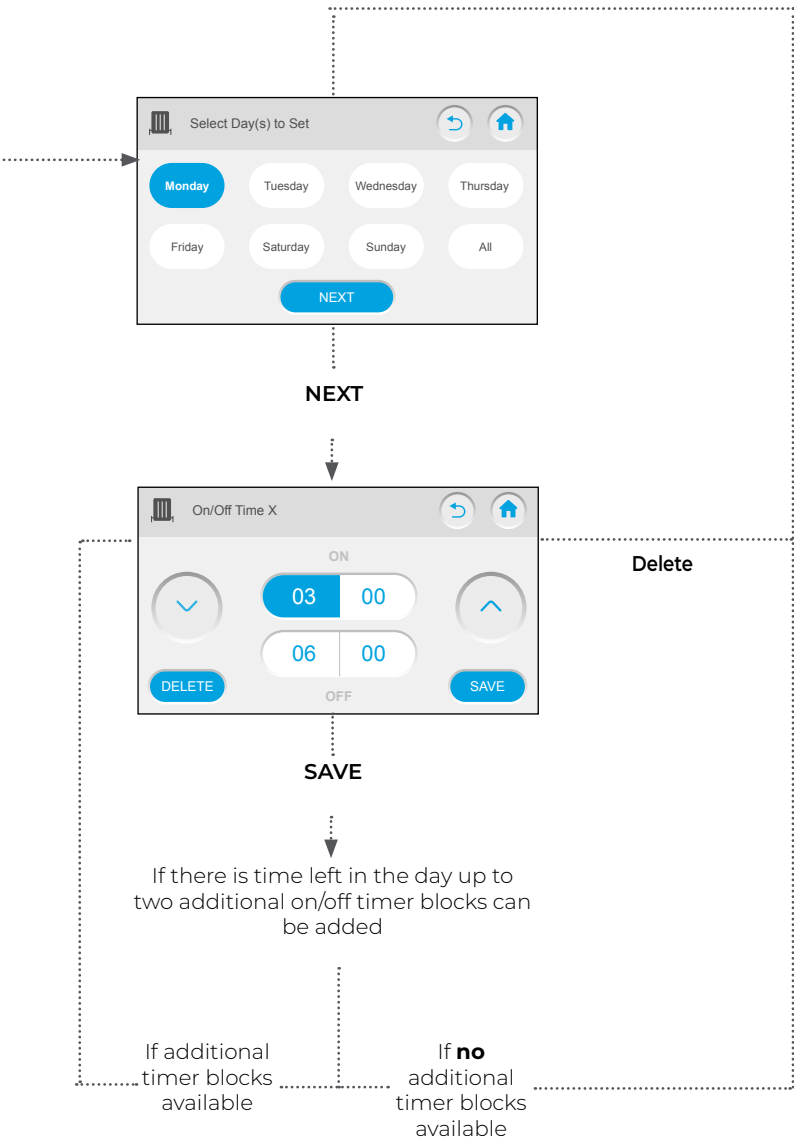 Select Day(s) to Set
Monday Tuesday Wednesday Thursday
Friday Saturday Sunday All
NEXT
NEXT
On/Off Time X
ON
03 00
06 00
DELETE
OFF
SAVE
Delete
SAVE
If there is time left in the day up to
two additional on/off timer blocks can
be added
If additional
timer blocks
available
If no
additional
timer blocks
available